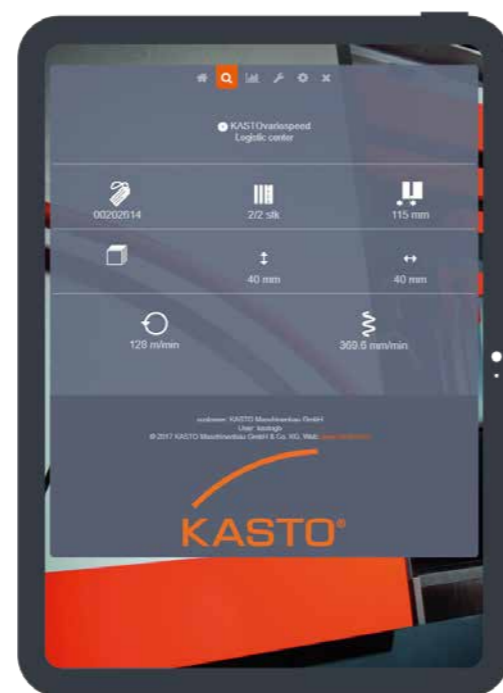 KASTOvariospeed
Logistic center
00202614
2/2 stk
115 mm
40 mm
40 mm
128 m/min
369.6 mm/min
customer: KASTO Maschinenbau GmbH
User: kastogb
© 2017 KASTO Maschinenbau GmbH & Co. KG, Web:
KASTO®